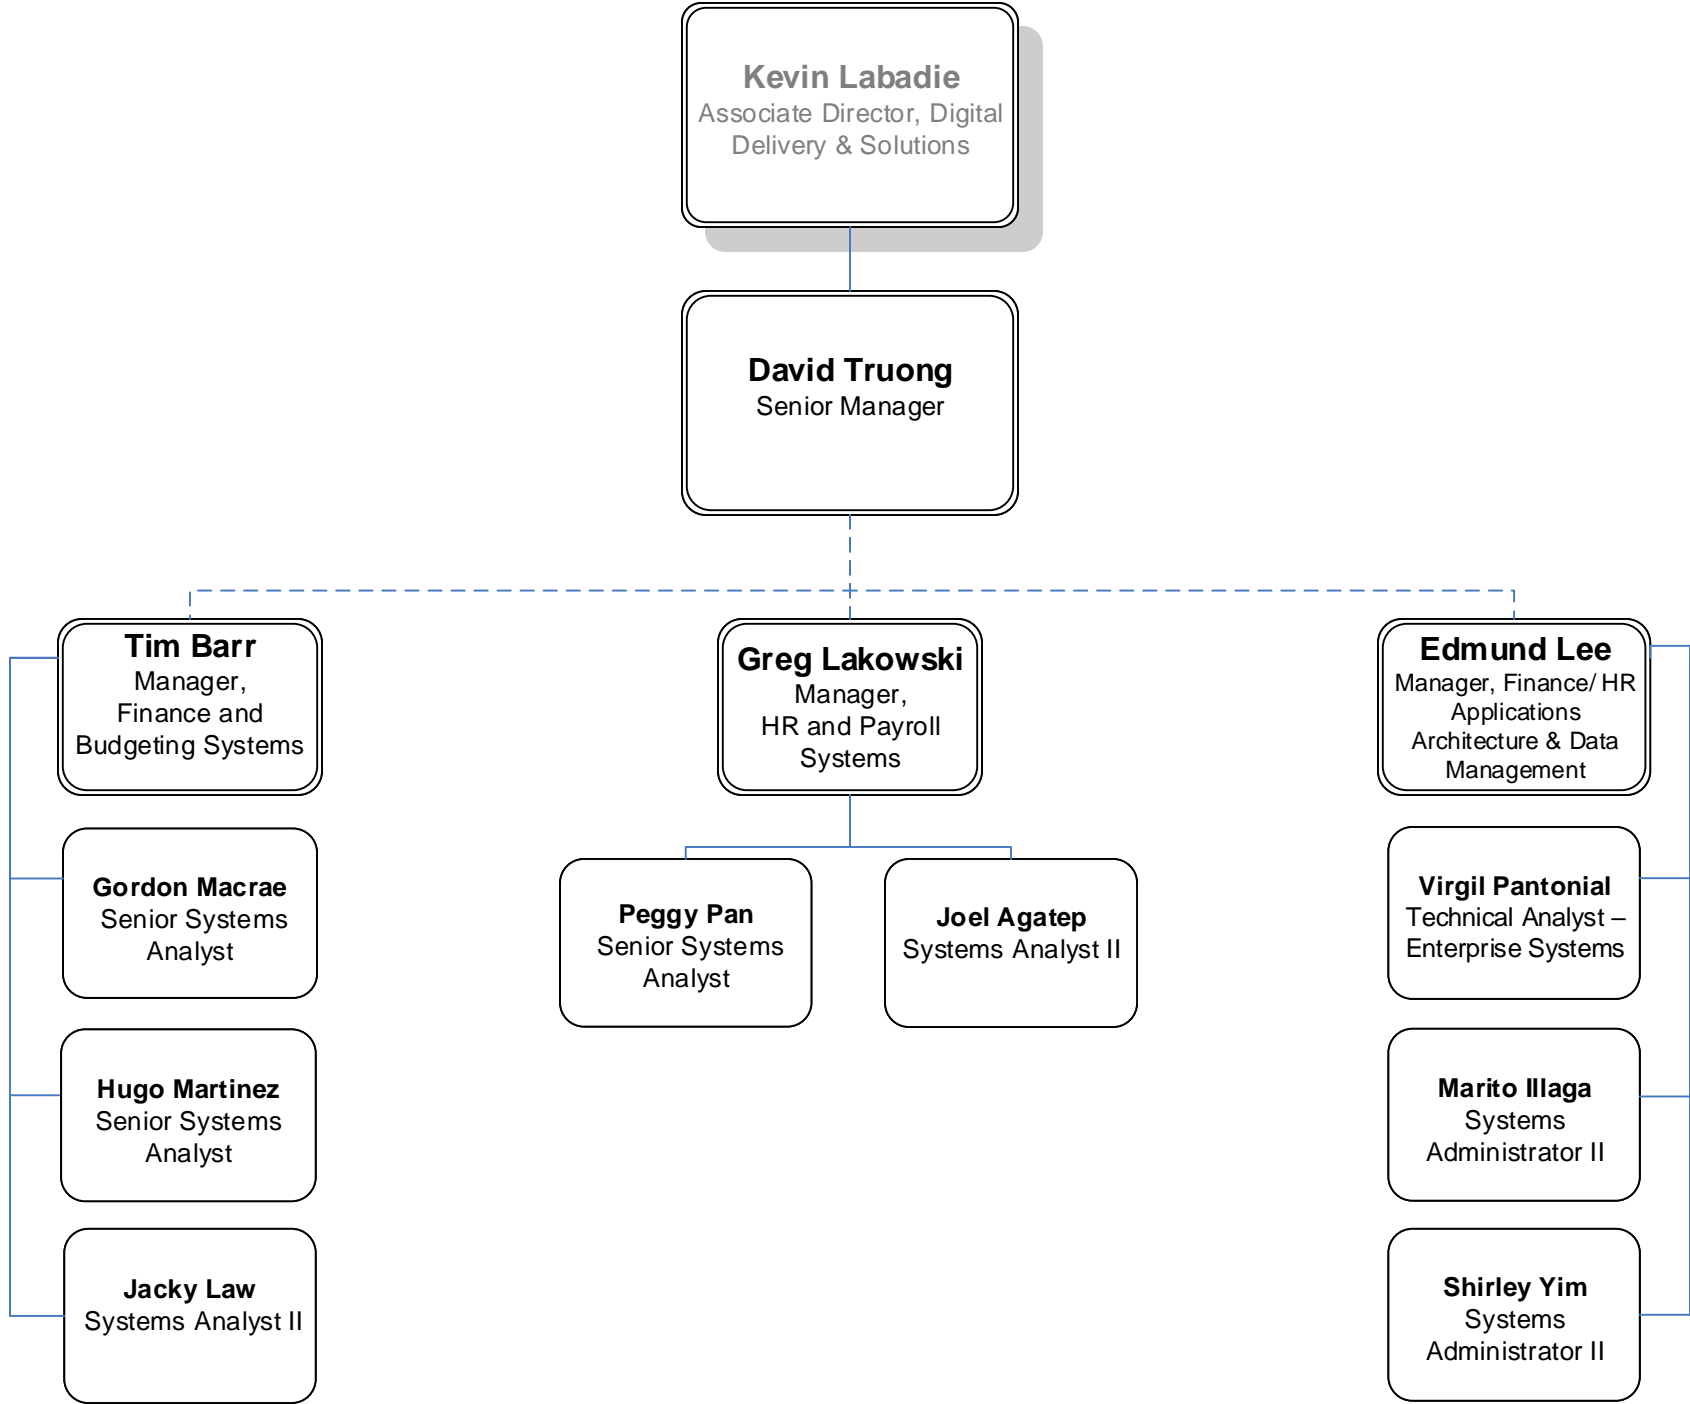 Kevin Labadie
Associate Director, Digital
Delivery & Solutions
David Truong
Senior Manager
Tim Barr
Manager,
Finance and
Budgeting Systems
Gordon Macrae
Senior Systems
Analyst
Hugo Martinez
Senior Systems
Analyst
Jacky Law
Systems Analyst II
Greg Lakowski
Manager,
HR and Payroll
Systems
Peggy Pan
Senior Systems
Analyst
Joel Agatep
Systems Analyst II
Edmund Lee
Manager, Finance/ HR
Applications
Architecture & Data
Management
Virgil Pantonial
Technical Analyst –
Enterprise Systems
Marito Illaga
Systems
Administrator II
Shirley Yim
Systems
Administrator II